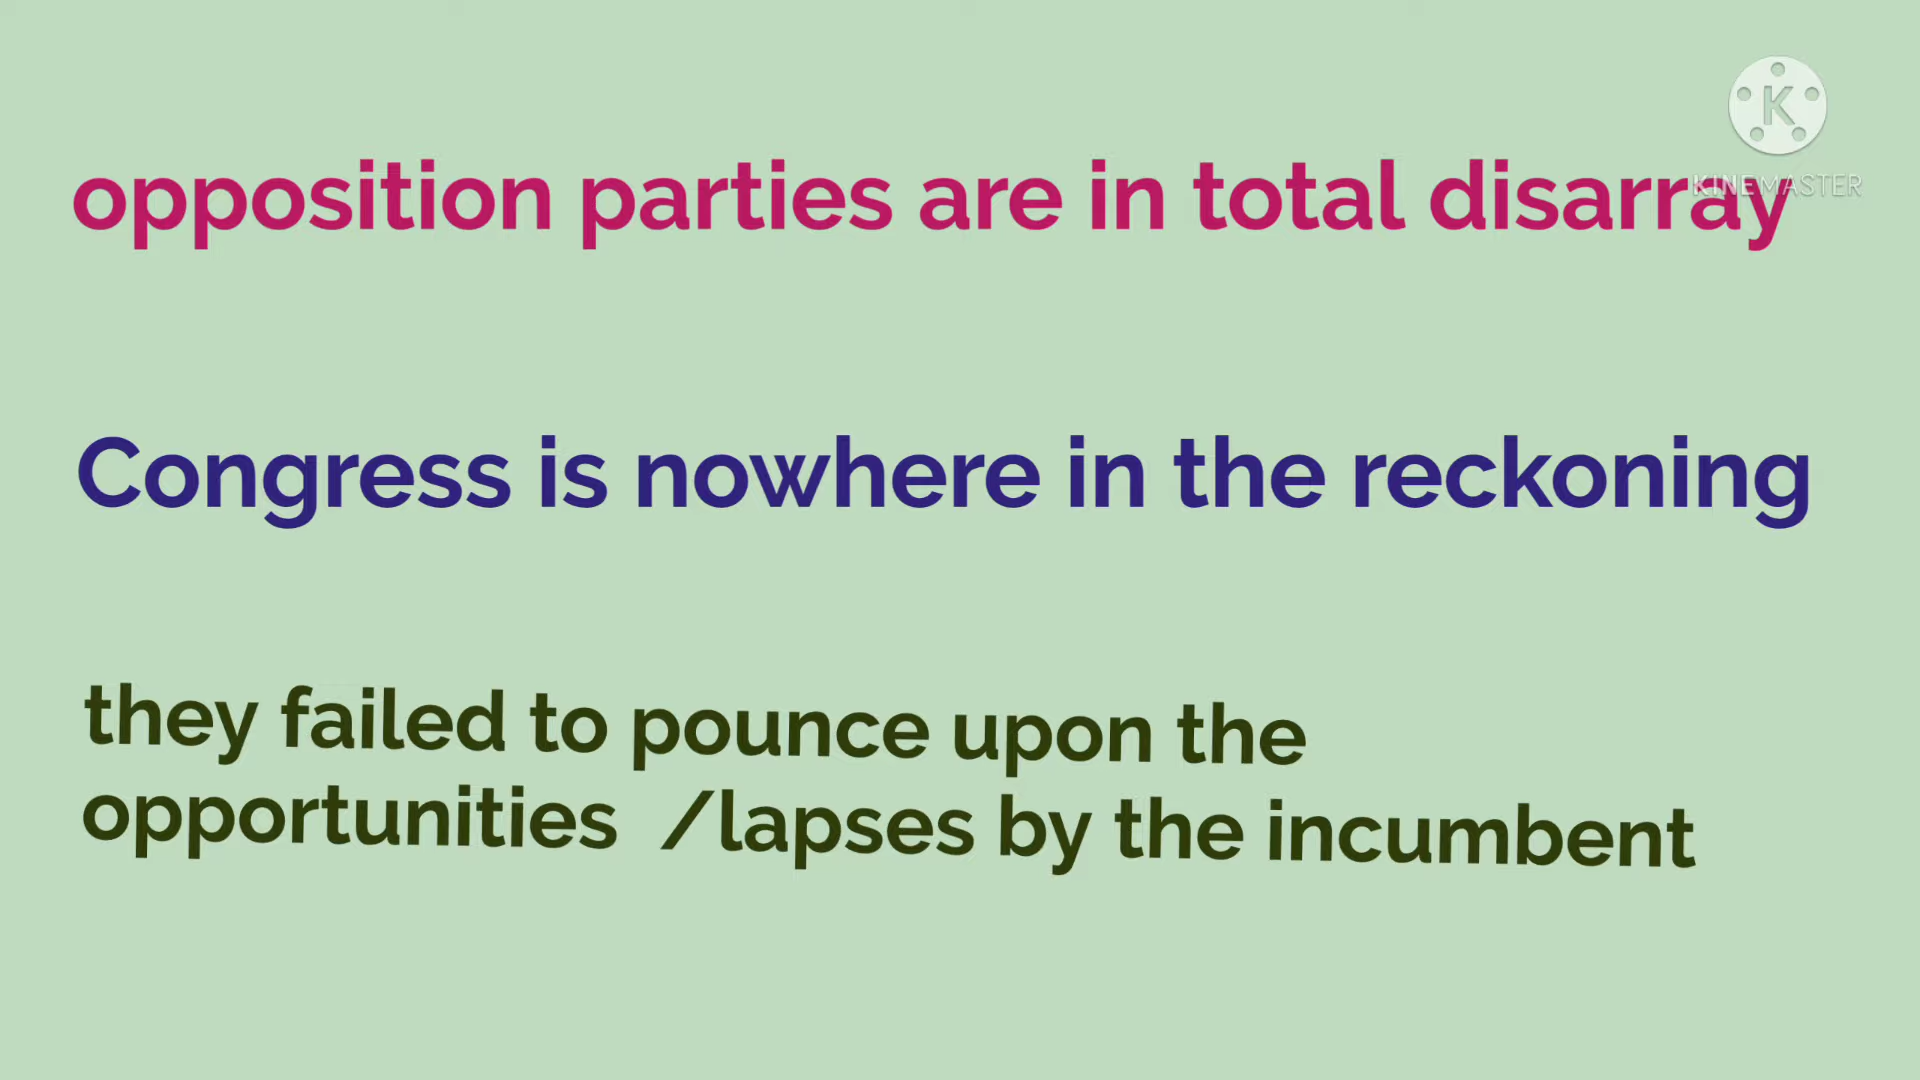 K
KINEMASTER
opposition parties are in total disarray
Congress is nowhere in the reckoning
they failed to pounce upon the
opportunities /lapses by the incumbent